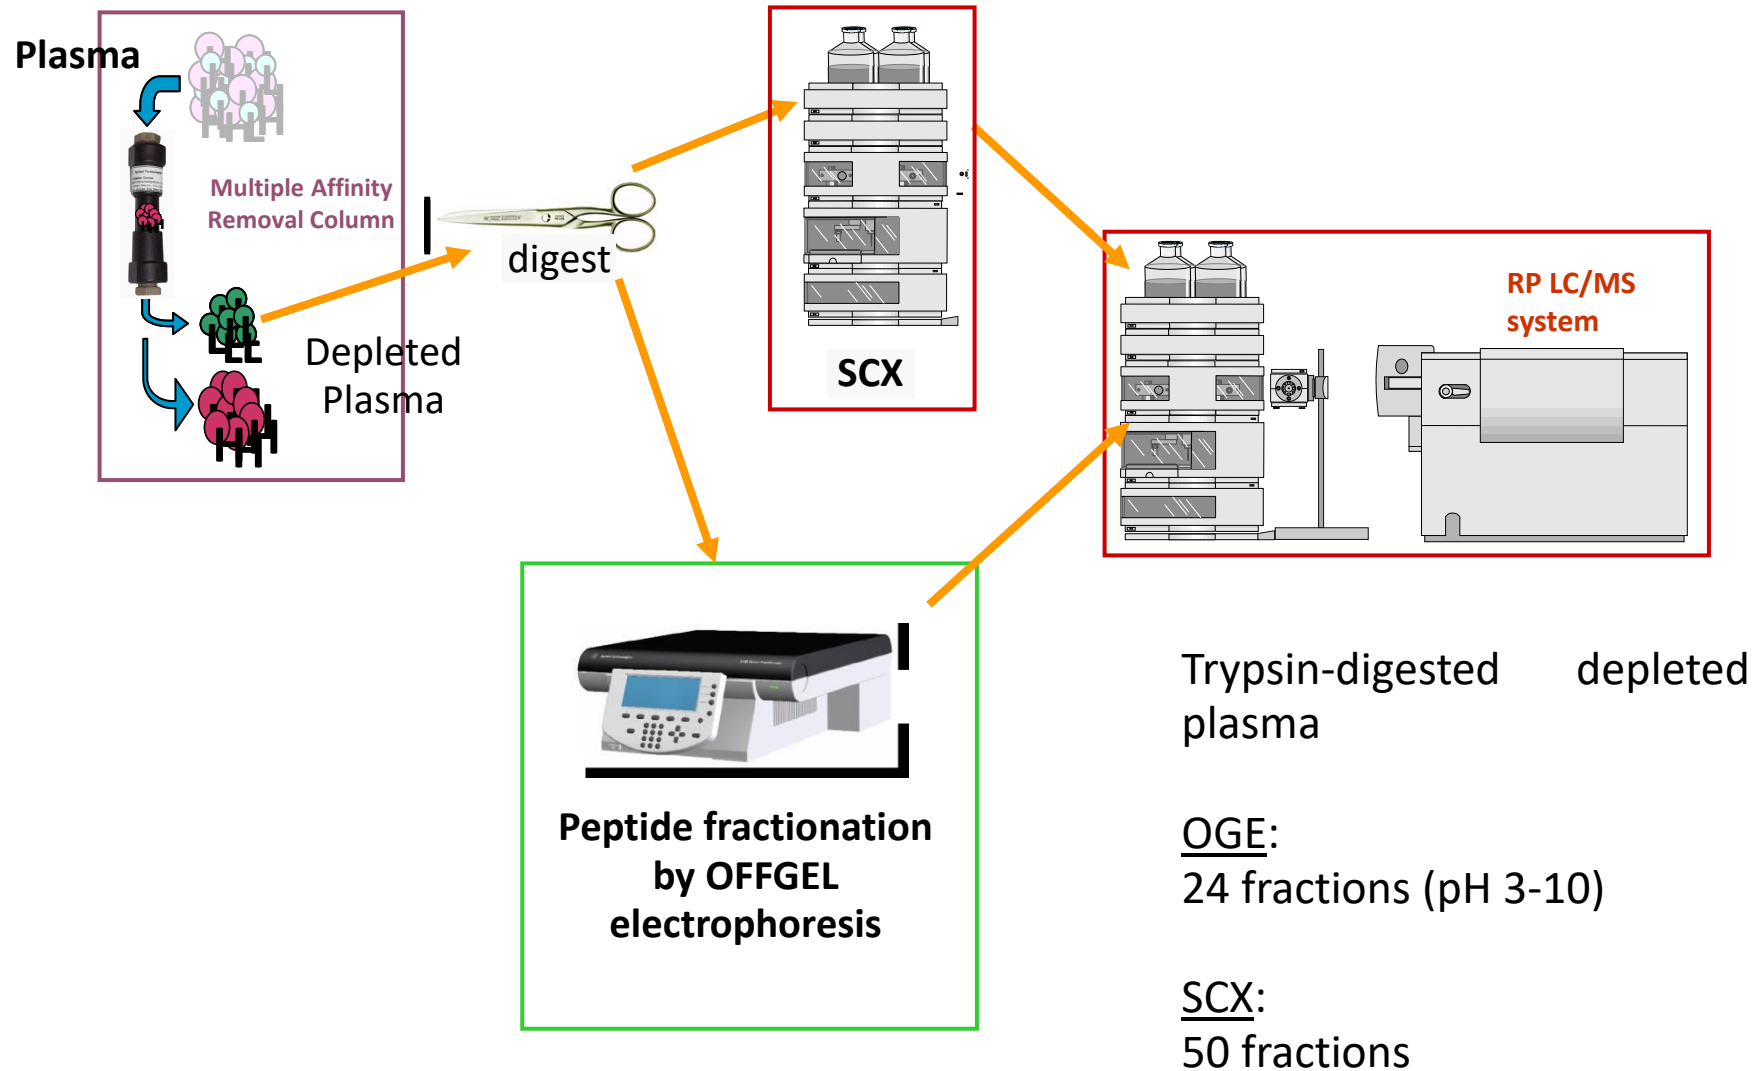 Plasma
Multiple Affinity
Removal Column
Depleted
Plasma
digest
SCX
RP LC/MS
system
Peptide fractionation
by OFFGEL
electrophoresis
Trypsin-digested depleted
plasma
OGE:
24 fractions (pH 3-10)
SCX:
50 fractions